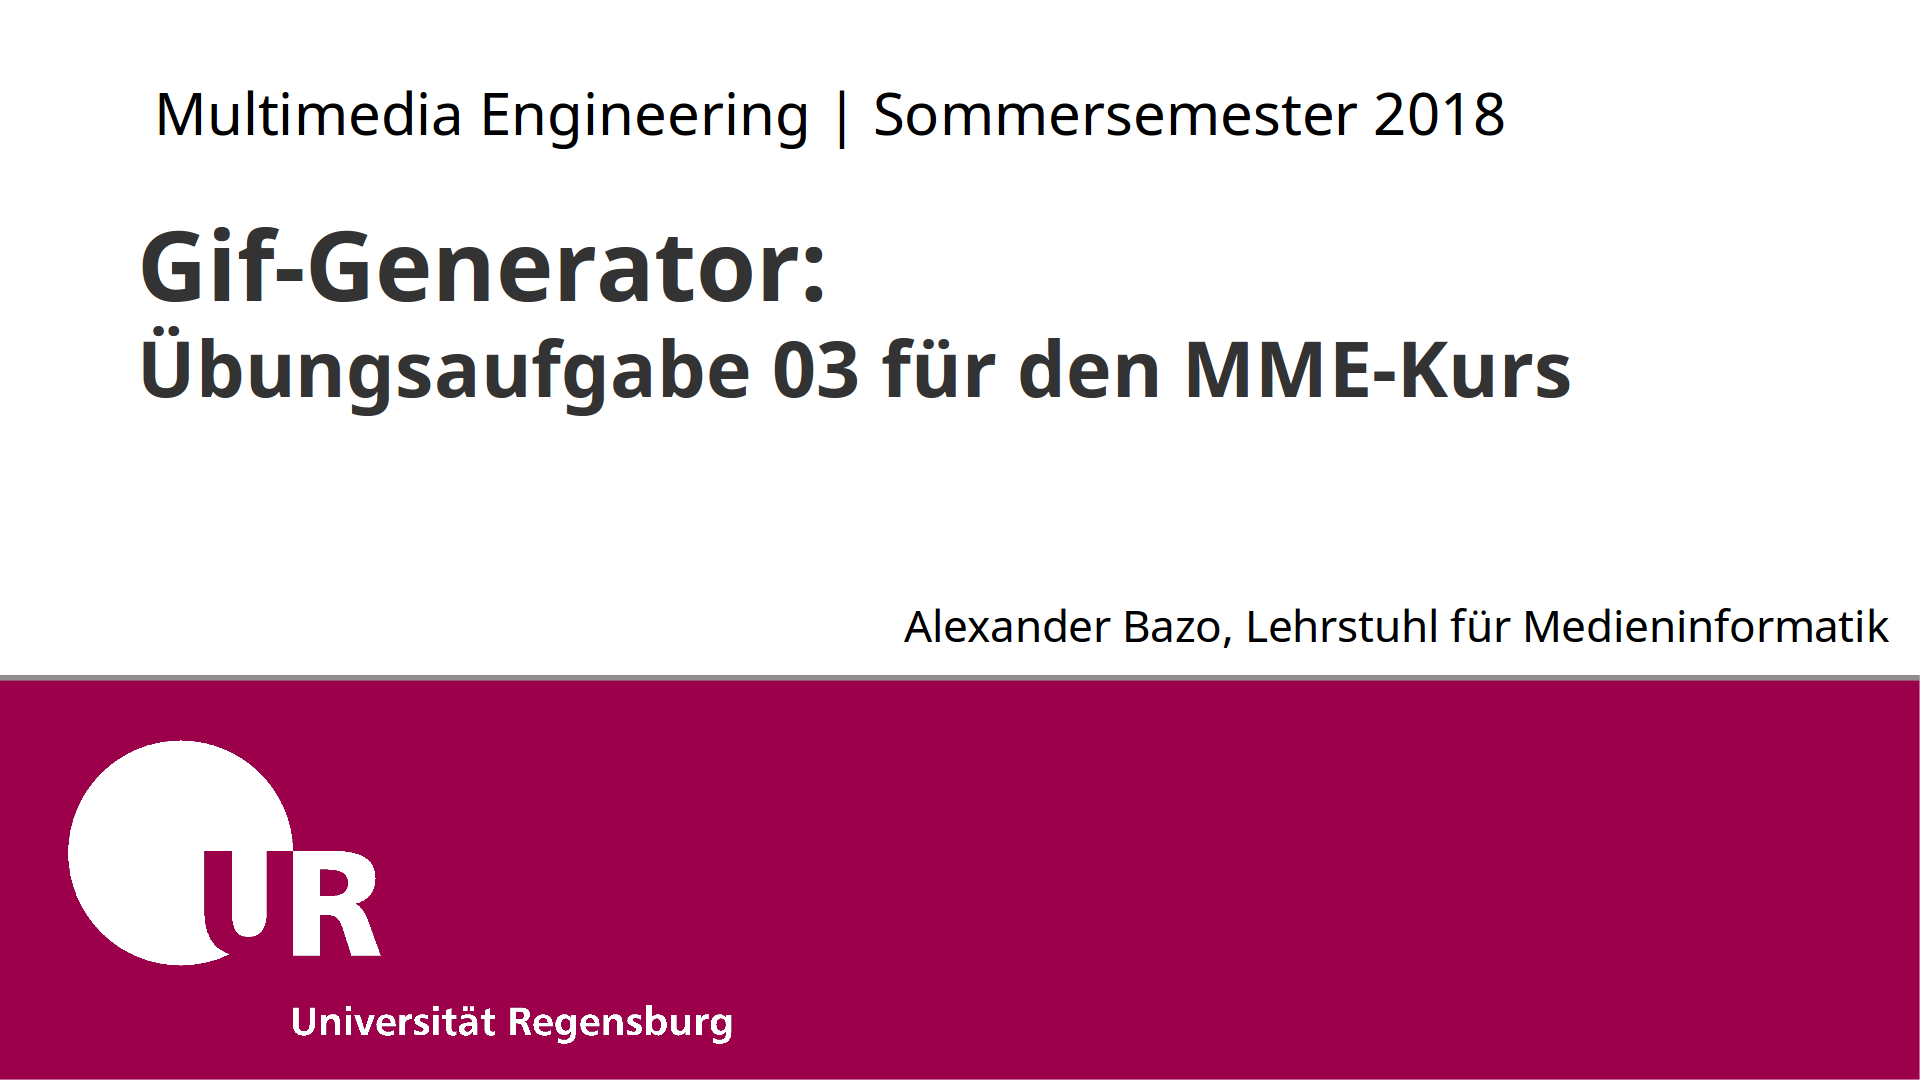 Multimedia Engineering | Sommersemester 2018
Gif-Generator:
Übungsaufgabe 03 für den MME-Kurs
Alexander Bazo, Lehrstuhl für Medieninformatik
UR
Universität Regensburg